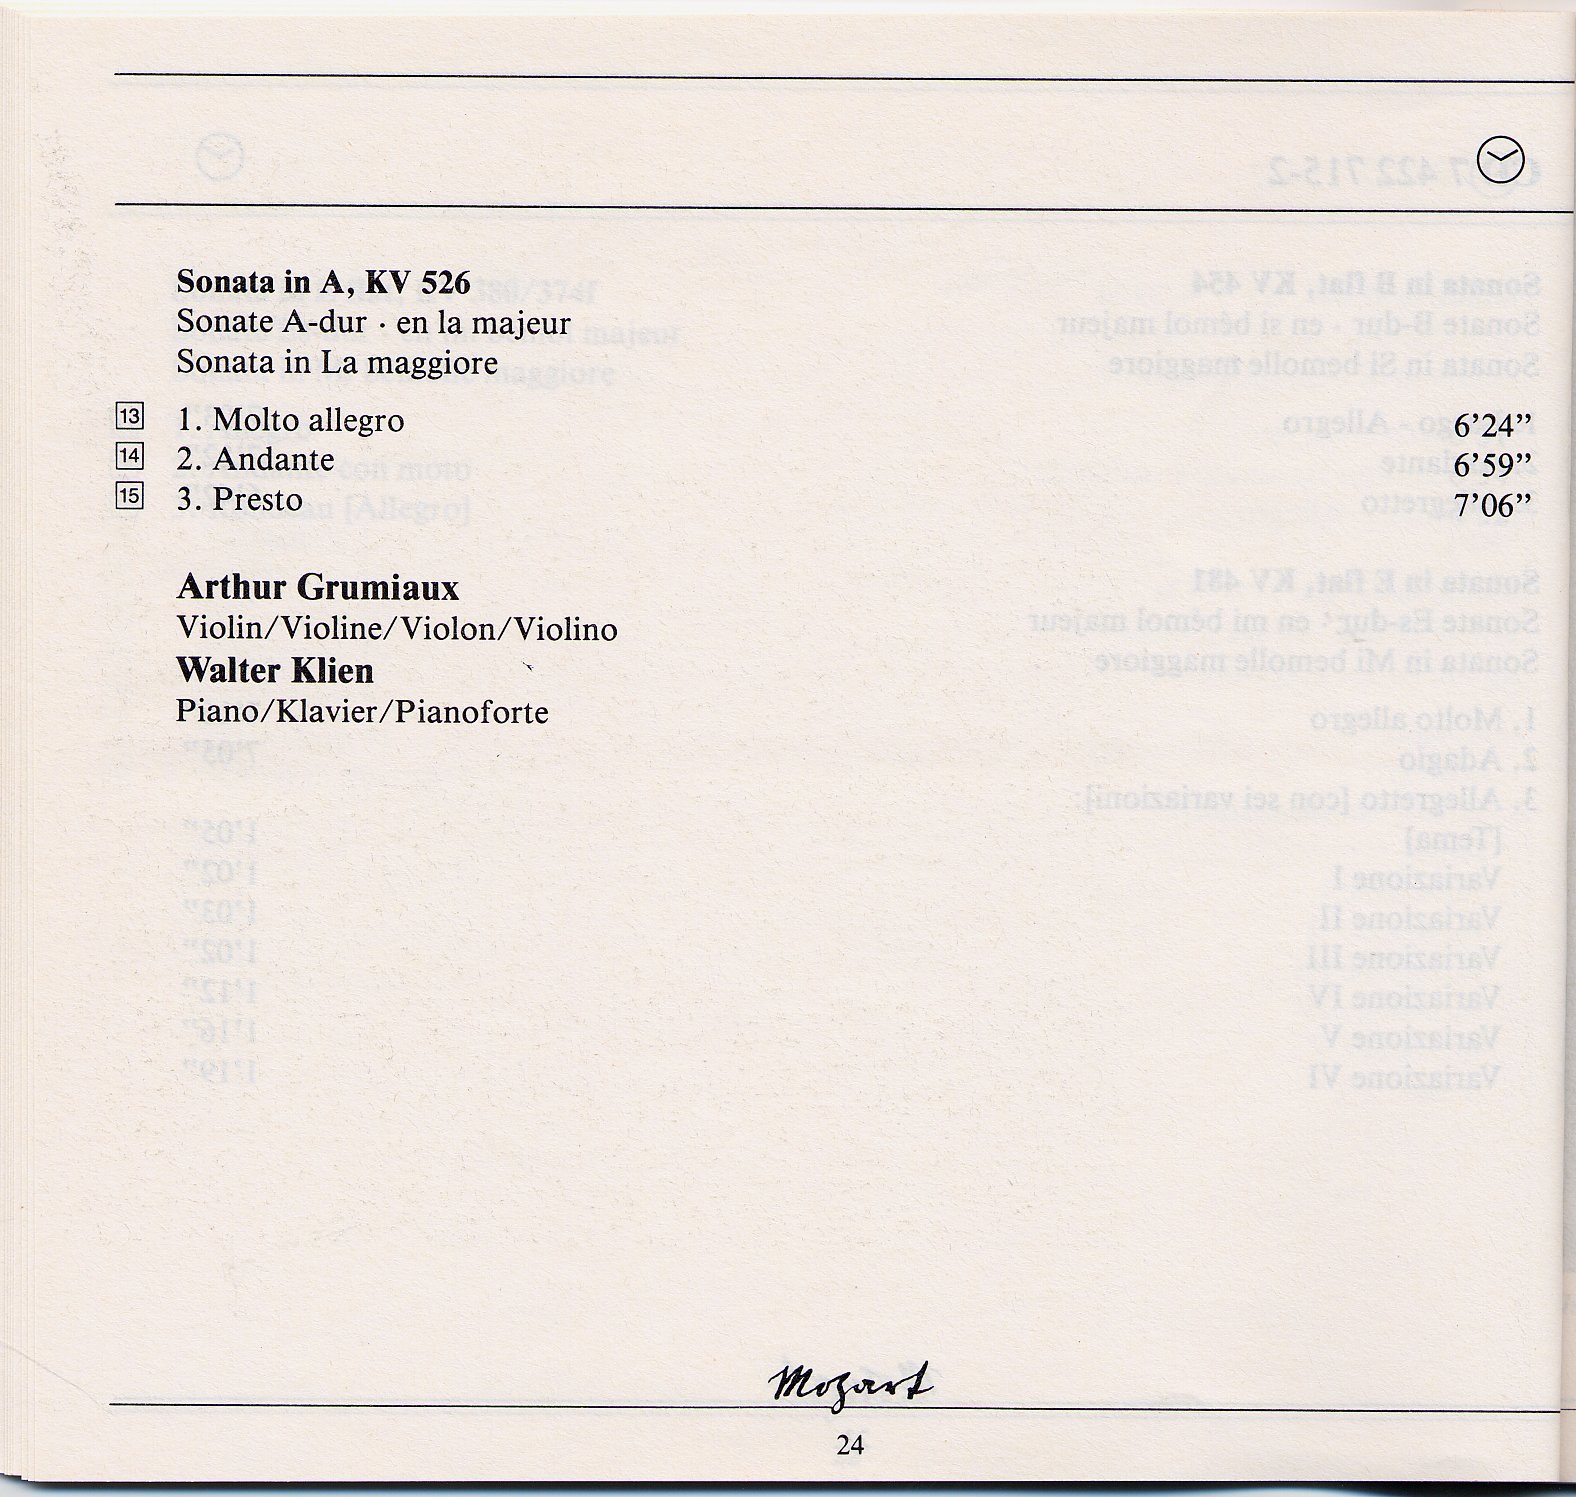 Sonata in A, KV 526
Sonate A-dur · en la majeur
Sonata in La maggiore
13 1. Molto allegro 6’24”
14 2. Andante 6’59”
15 3. Presto 7’06”
Arthur Grumiaux
Violin/Violine/Violon/Violino
Walter Klien
Piano/Klavier/Pianoforte
Mozart
24